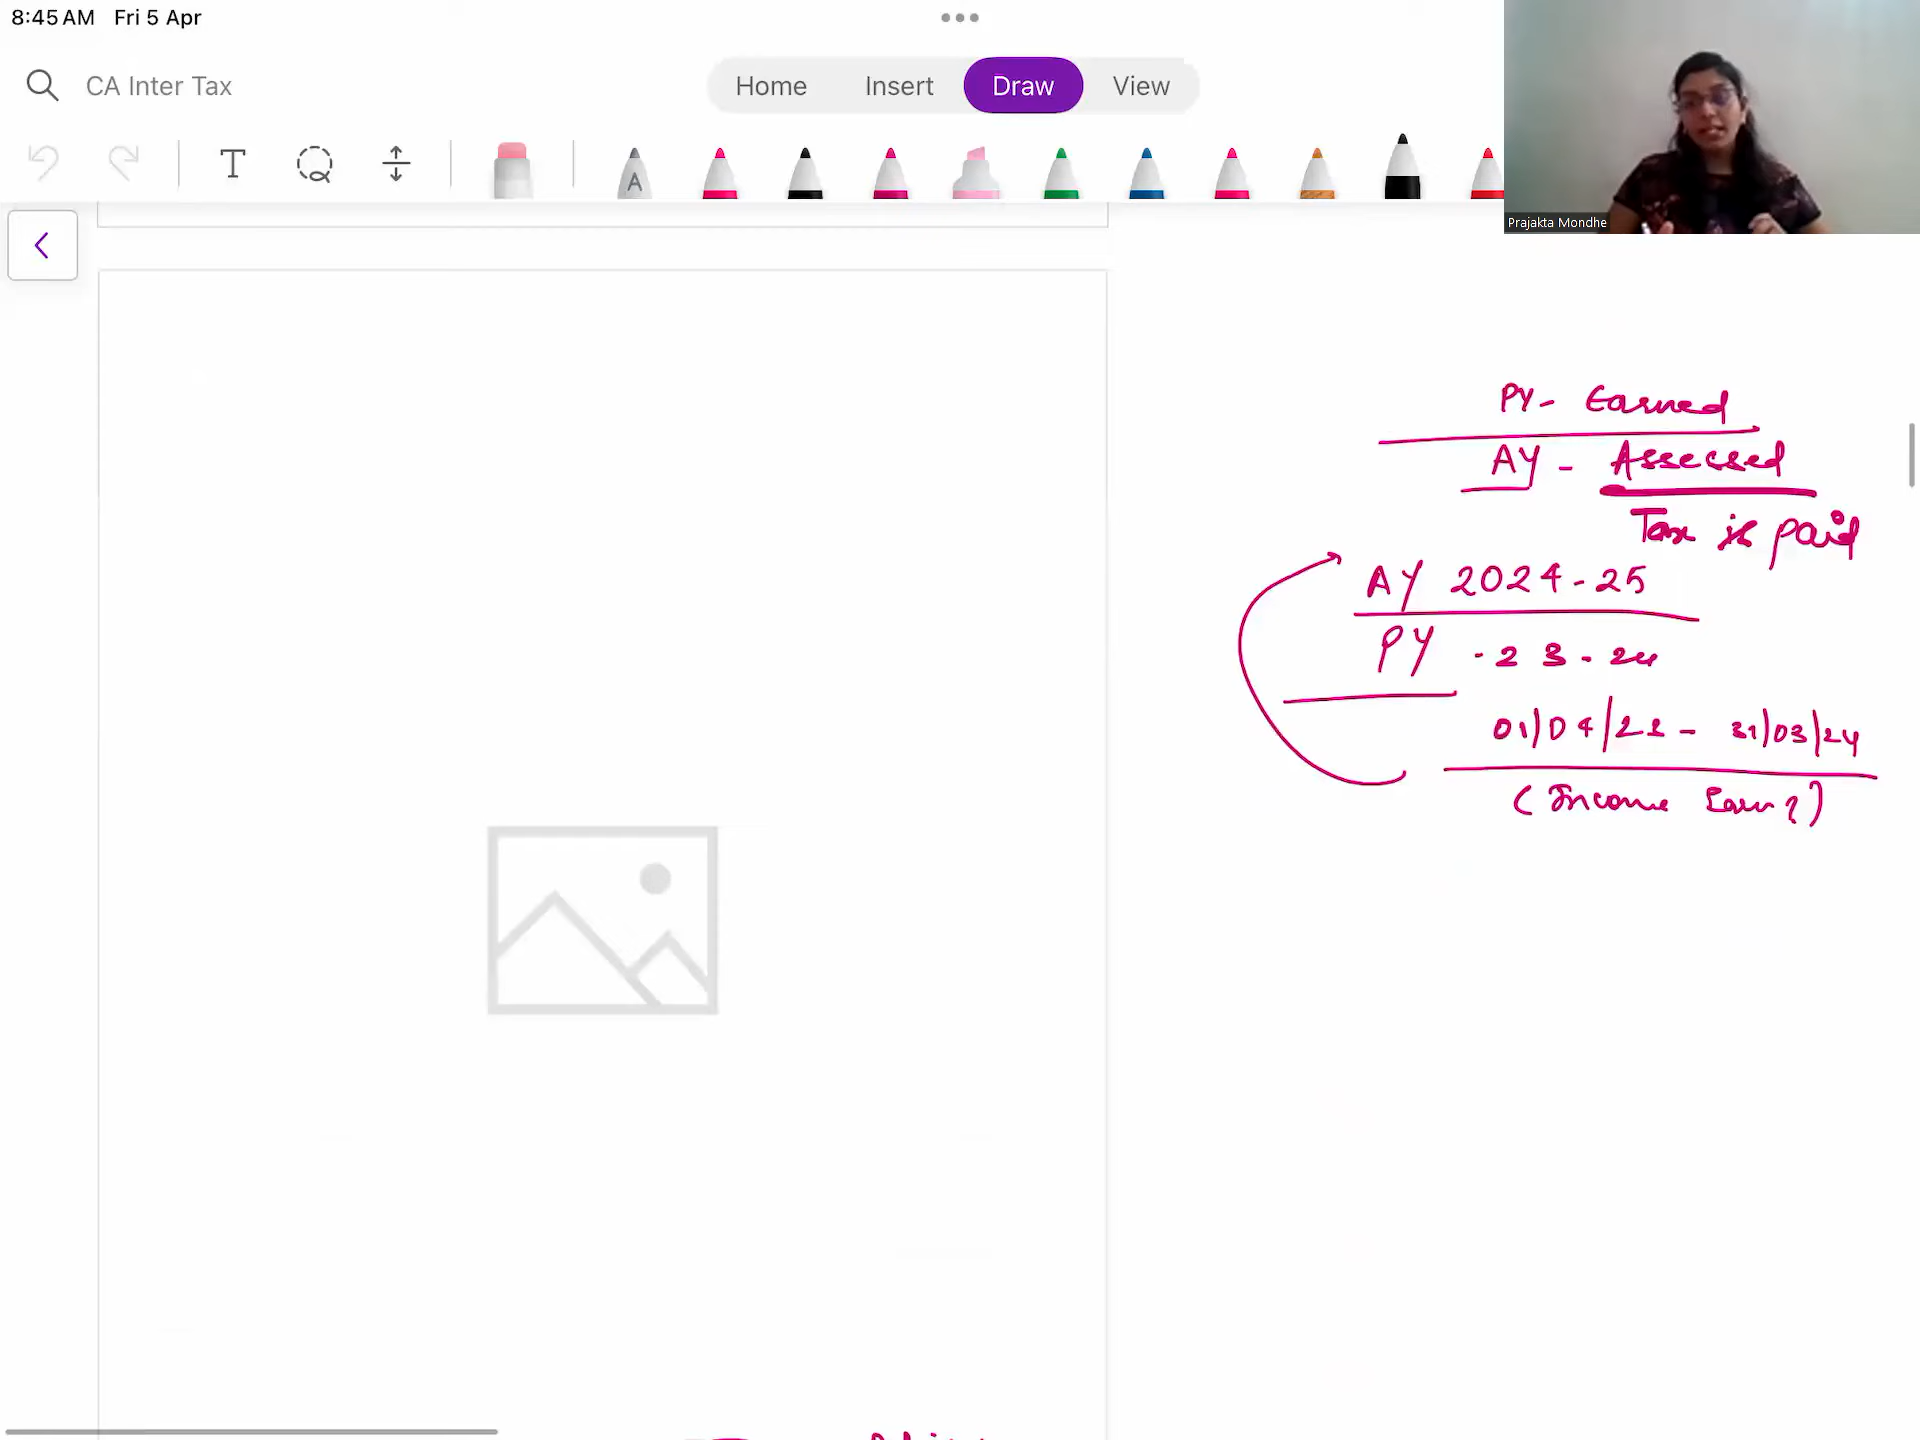 8:45 AM Fri 5 Apr
CA Inter Tax
Home Insert Draw View
T
A
Prajakta Mondhe
PY - Earned
AY - Assessed
Tax is paid
AY 2024-25
PY - 23-24
01/04/23 - 31/03/24
(Income Earn?)